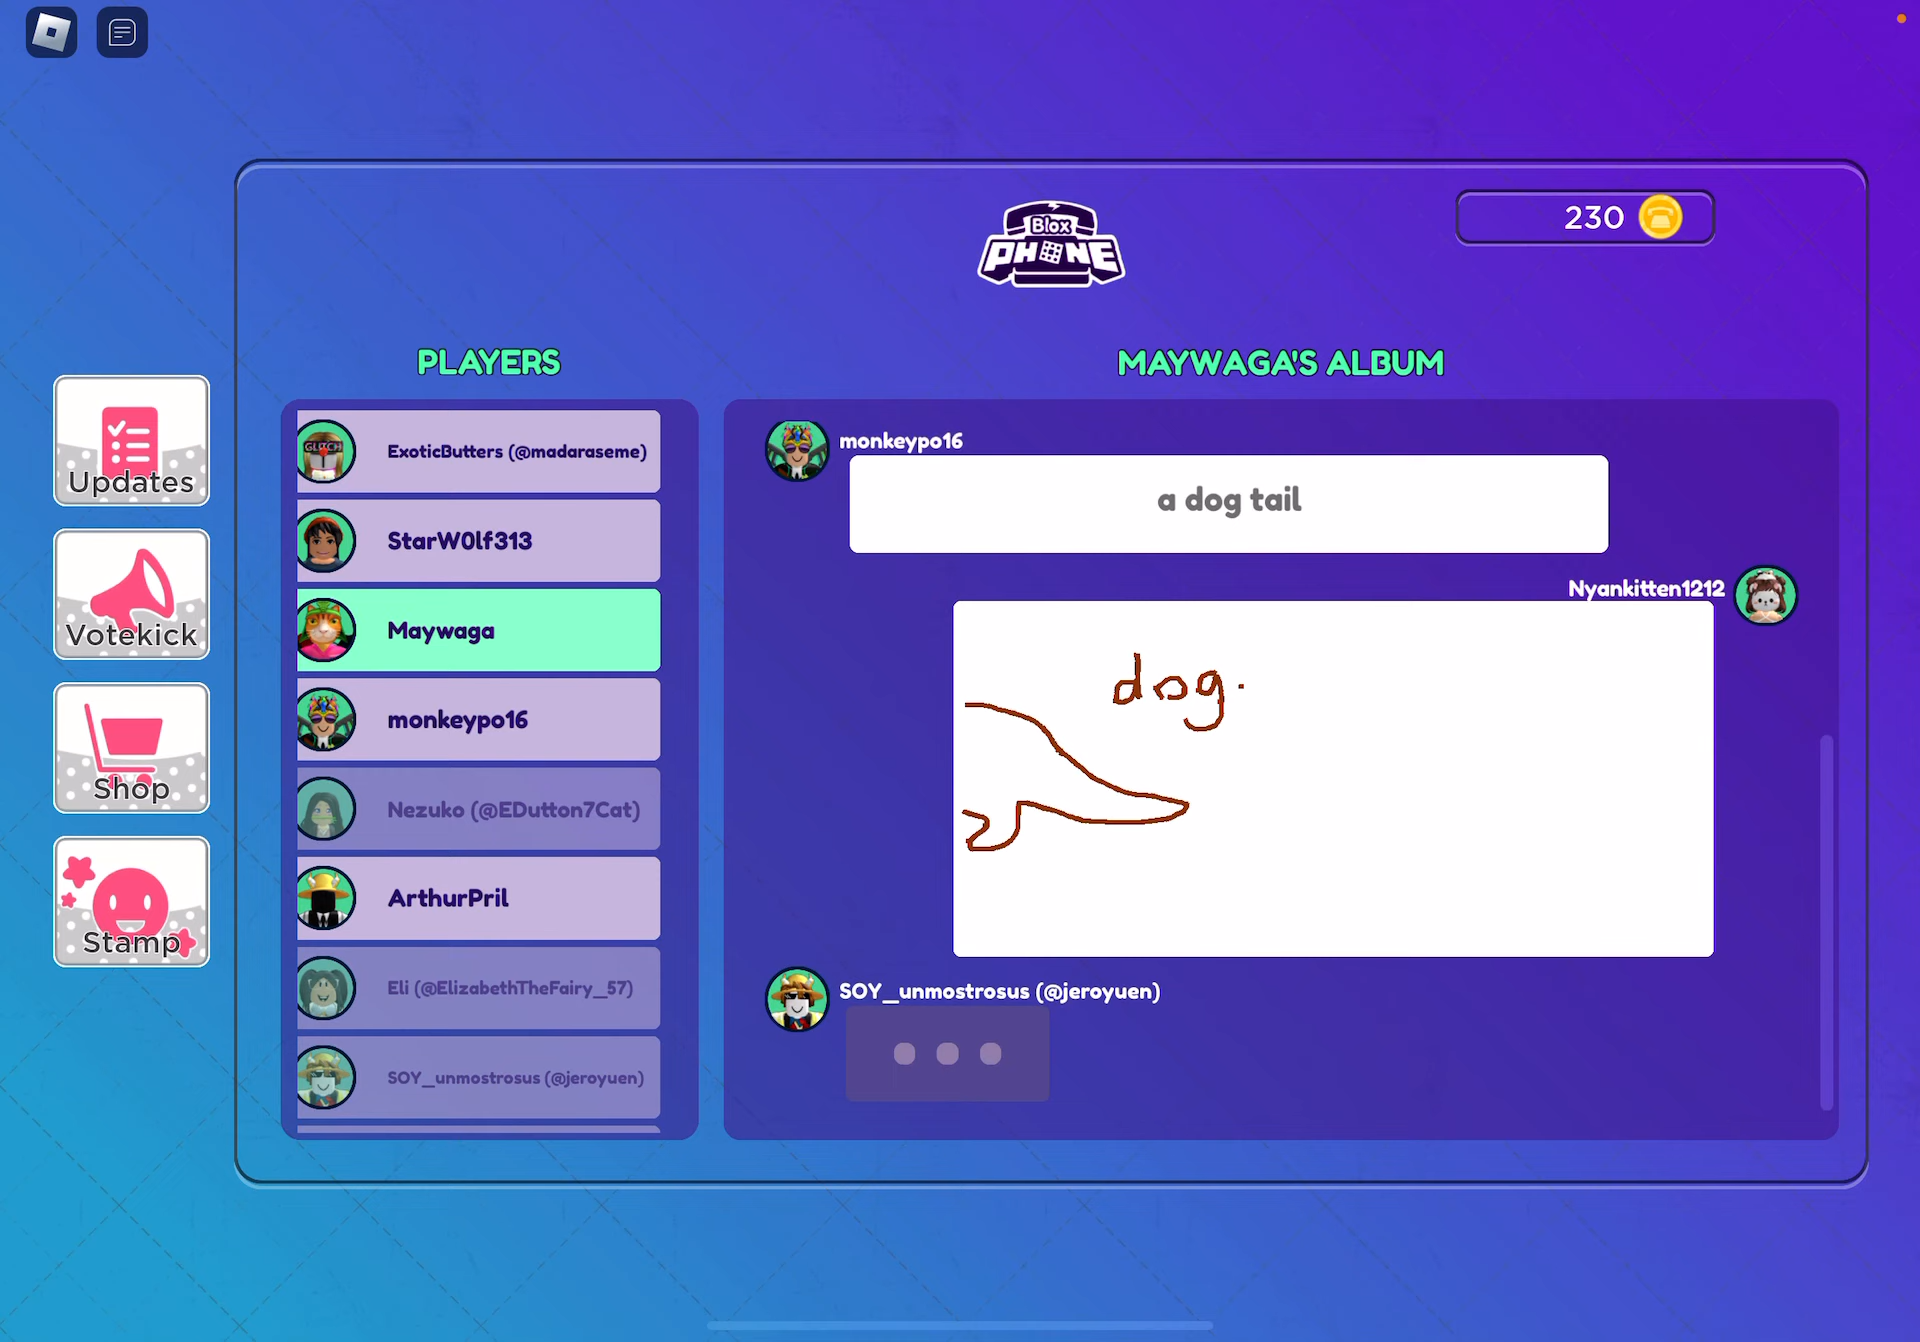 Blox
PHONE
230
PLAYERS
MAYWAGA'S ALBUM
Updates
Votekick
Shop
Stamp
GLITCH
ExoticButters (@madaraseme)
StarW0lf313
Maywaga
monkeypo16
Nezuko (@EDutton7Cat)
ArthurPril
Eli (@ElizabethTheFairy_57)
SOY_unmostrosus (@jeroyuen)
monkeypo16
a dog tail
Nyankitten1212
dog.
SOY_unmostrosus (@jeroyuen)